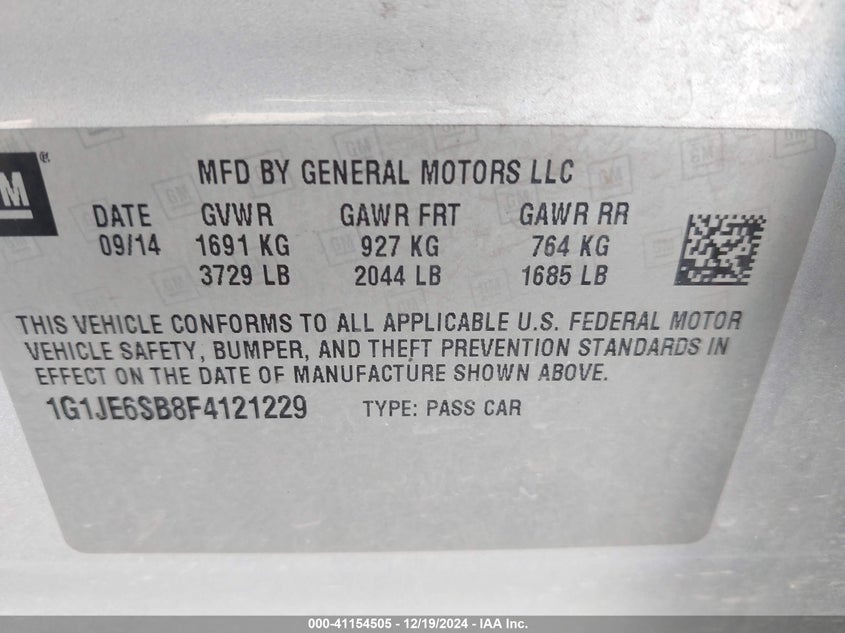 GM ®
MFD BY GENERAL MOTORS LLC
DATE GVWR GAWR FRT GAWR RR
09/14 1691 KG 927 KG 764 KG
3729 LB 2044 LB 1685 LB
THIS VEHICLE CONFORMS TO ALL APPLICABLE U.S. FEDERAL MOTOR
VEHICLE SAFETY, BUMPER, AND THEFT PREVENTION STANDARDS IN
EFFECT ON THE DATE OF MANUFACTURE SHOWN ABOVE.
1G1JE6SB8F4121229 TYPE: PASS CAR
000-41154505 - 12/19/2024 - IAA Inc.